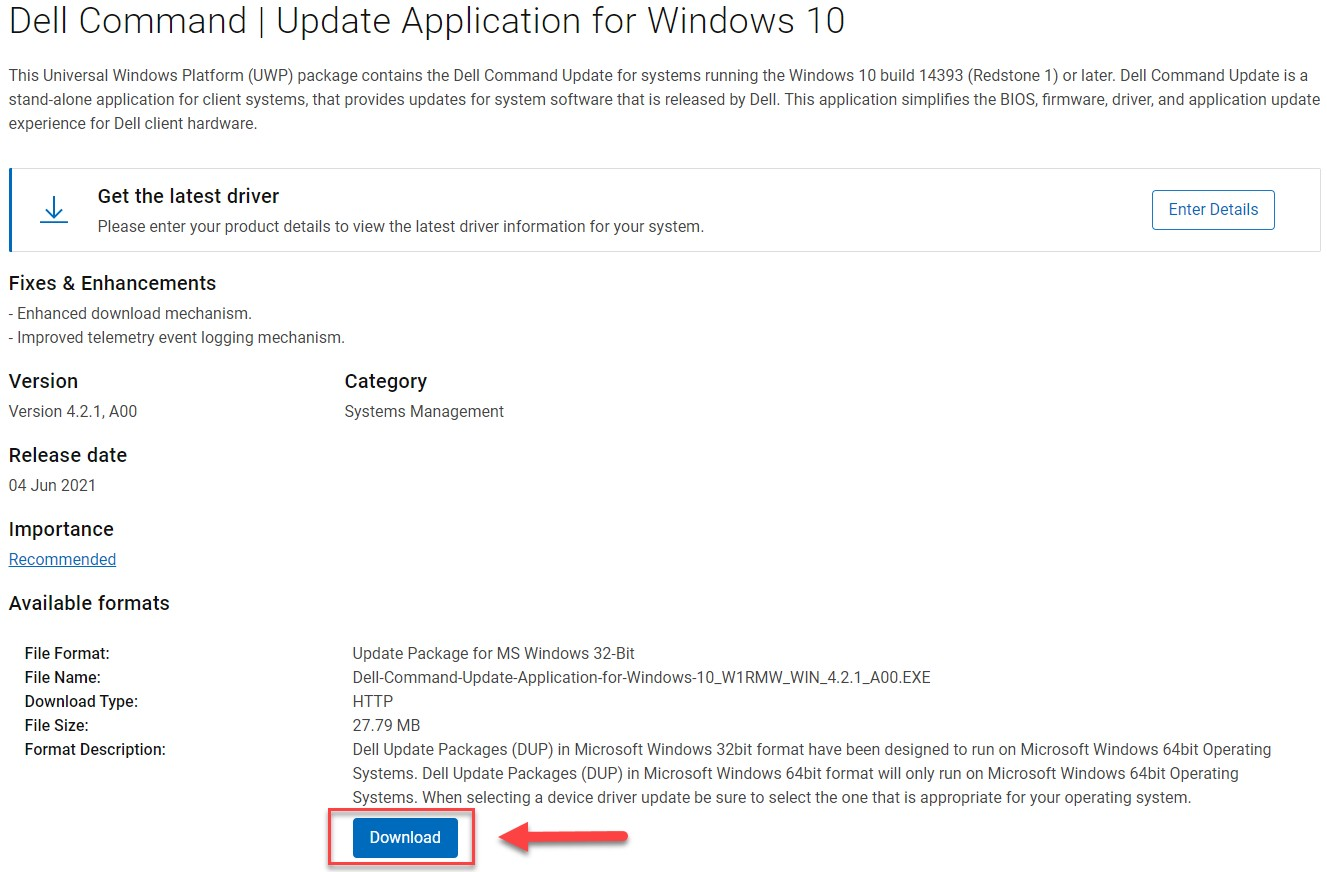 Dell Command | Update Application for Windows 10
This Universal Windows Platform (UWP) package contains the Dell Command Update for systems running the Windows 10 build 14393 (Redstone 1) or later. Dell Command Update is a
stand-alone application for client systems, that provides updates for system software that is released by Dell. This application simplifies the BIOS, firmware, driver, and application update
experience for Dell client hardware.
Get the latest driver
Please enter your product details to view the latest driver information for your system.
Enter Details
Fixes & Enhancements
- Enhanced download mechanism.
- Improved telemetry event logging mechanism.
Version
Version 4.2.1, A00
Category
Systems Management
Release date
04 Jun 2021
Importance
Recommended
Available formats
File Format: Update Package for MS Windows 32-Bit
File Name: Dell-Command-Update-Application-for-Windows-10_W1RMW_WIN_4.2.1_A00.EXE
Download Type: HTTP
File Size: 27.79 MB
Format Description: Dell Update Packages (DUP) in Microsoft Windows 32bit format have been designed to run on Microsoft Windows 64bit Operating
Systems. Dell Update Packages (DUP) in Microsoft Windows 64bit format will only run on Microsoft Windows 64bit Operating
Systems. When selecting a device driver update be sure to select the one that is appropriate for your operating system.
Download